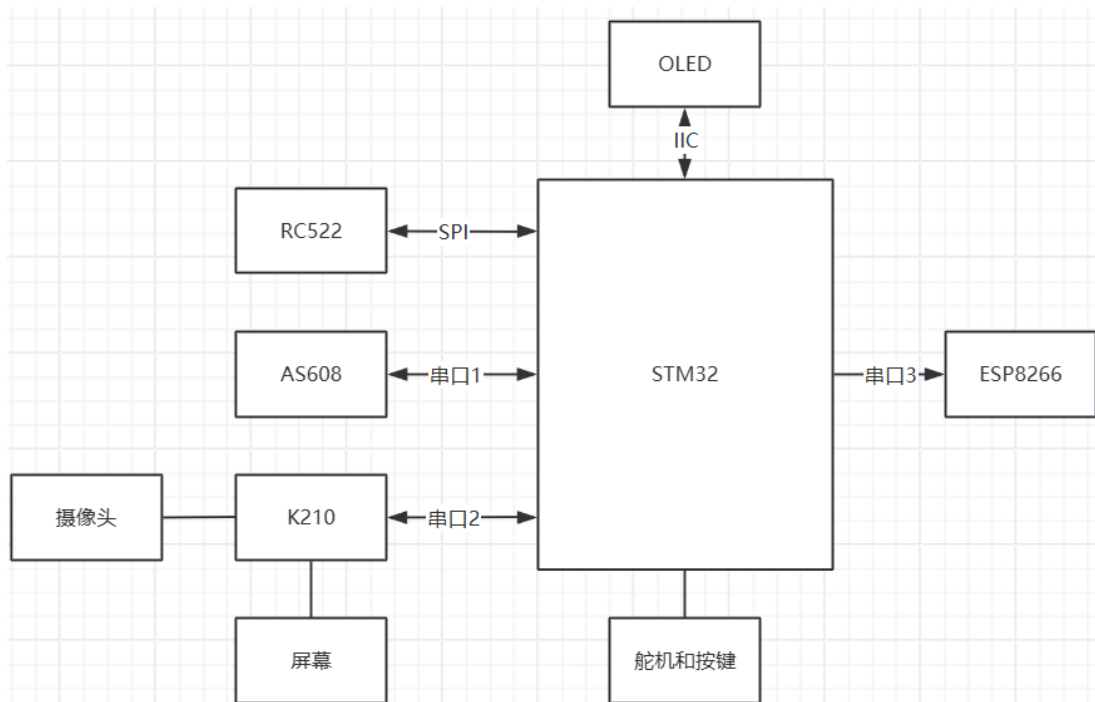 OLED
IIC
RC522
SPI
AS608
串口1
STM32
串口3
ESP8266
摄像头
K210
串口2
屏幕
舵机和按键